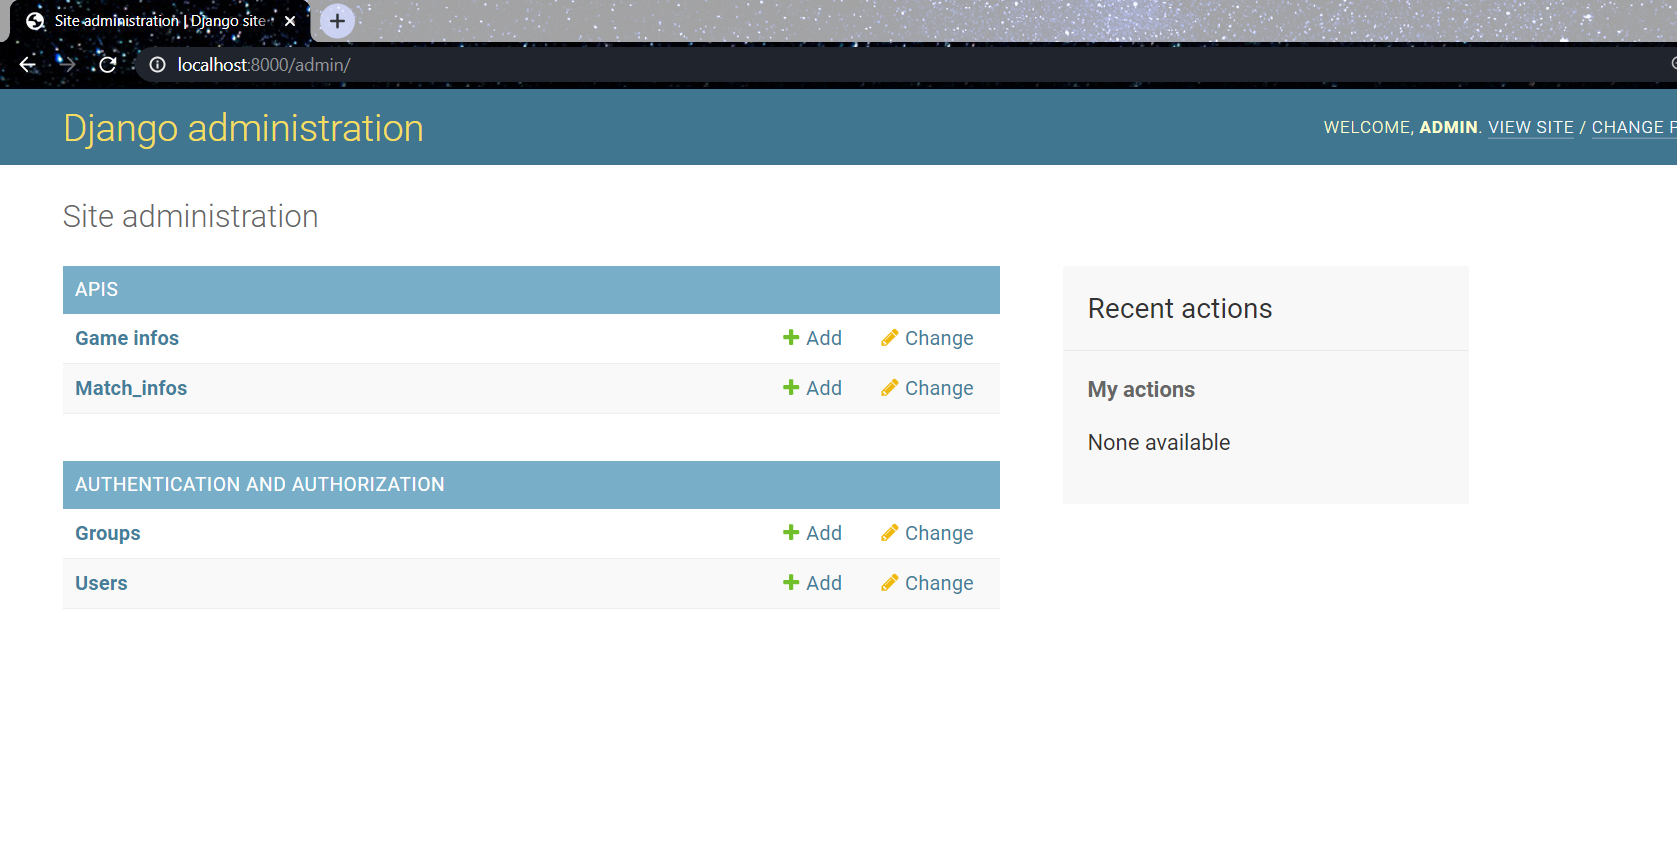 Site administration | Django site
localhost:8000/admin/
Django administration
WELCOME, ADMIN. VIEW SITE / CHANGE P
Site administration
APIS
Game infos Add Change
Match_infos Add Change
AUTHENTICATION AND AUTHORIZATION
Groups Add Change
Users Add Change
Recent actions
My actions
None available